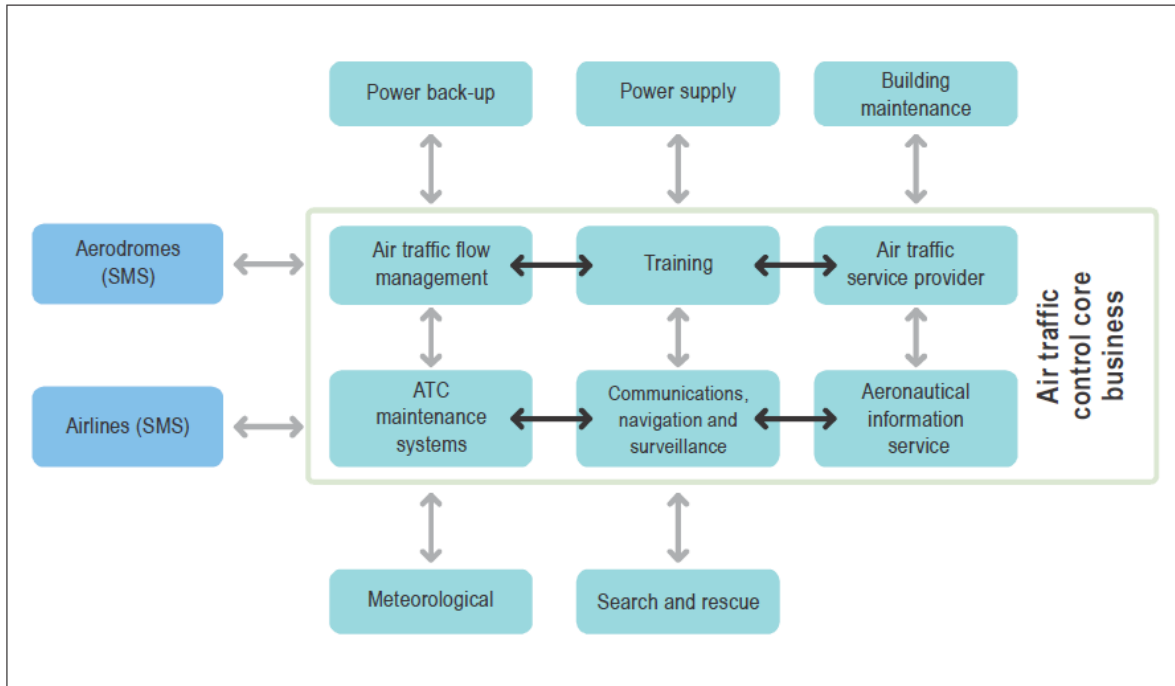 Power back-up
Power supply
Building
maintenance
Aerodromes
(SMS)
Air traffic flow
management
Training
Air traffic
service provider
Air traffic
control core
business
Airlines (SMS)
ATC
maintenance
systems
Communications,
navigation and
surveillance
Aeronautical
information
service
Meteorological
Search and rescue